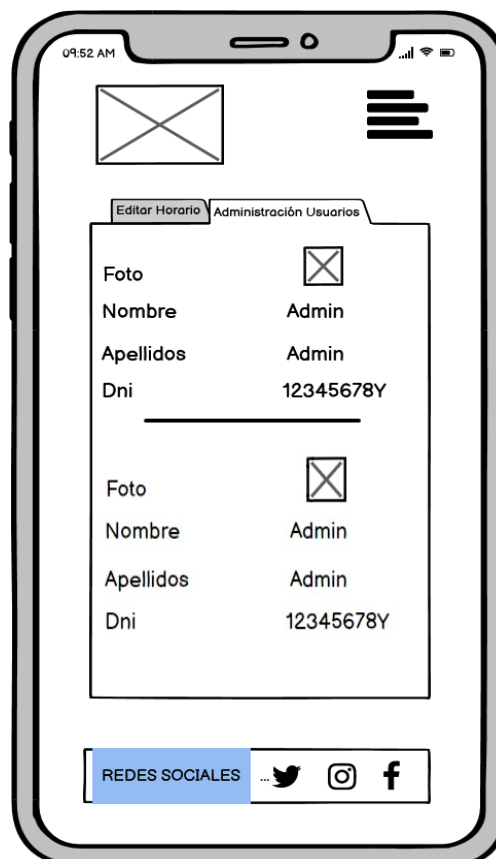 09:52 AM
Editar Horario Administración Usuarios
Foto
Nombre Admin
Apellidos Admin
Dni 12345678Y
Foto
Nombre Admin
Apellidos Admin
Dni 12345678Y
REDES SOCIALES ...